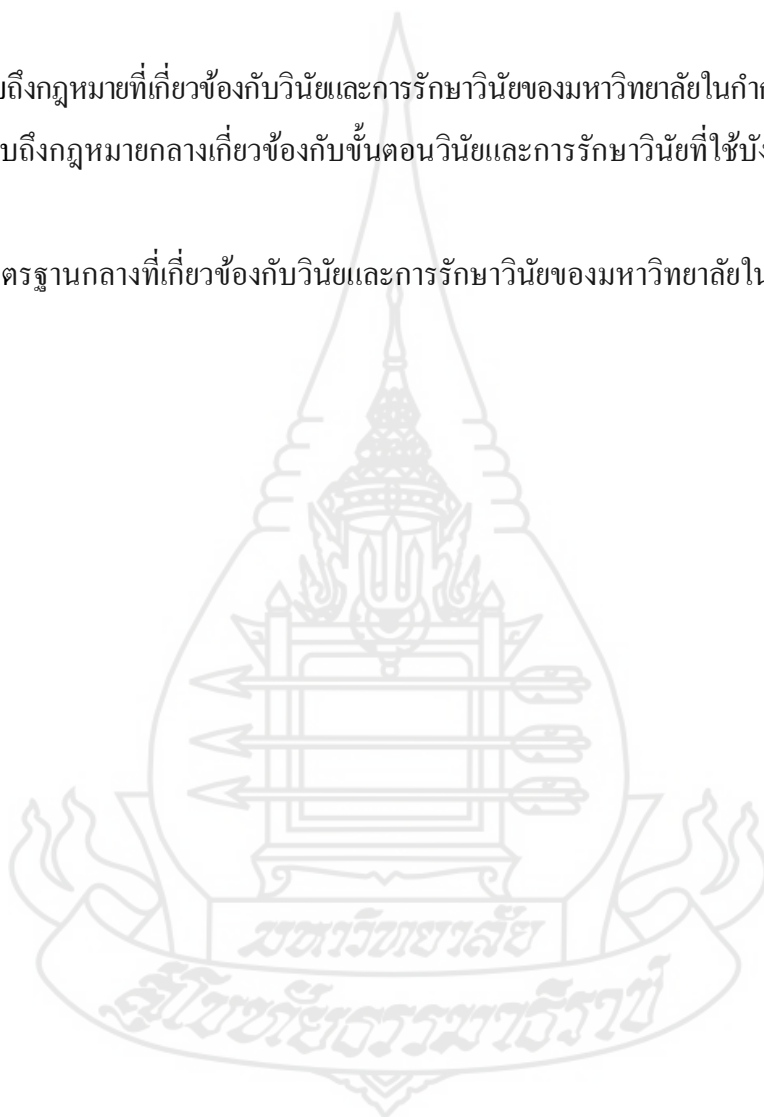 ถึงกฎหมายที่เกี่ยวข้องกับวินัยและการรักษาวินัยของมหาวิทยาลัยในกำ
บถึงกฎหมายกลางเกี่ยวข้องกับขั้นตอนวินัยและการรักษาวินัยที่ใช้บัง
ตรฐานกลางที่เกี่ยวข้องกับวินัยและการรักษาวินัยของมหาวิทยาลัยใน
มหาวิทยาลัย
สุโขทัยธรรมาธิราช